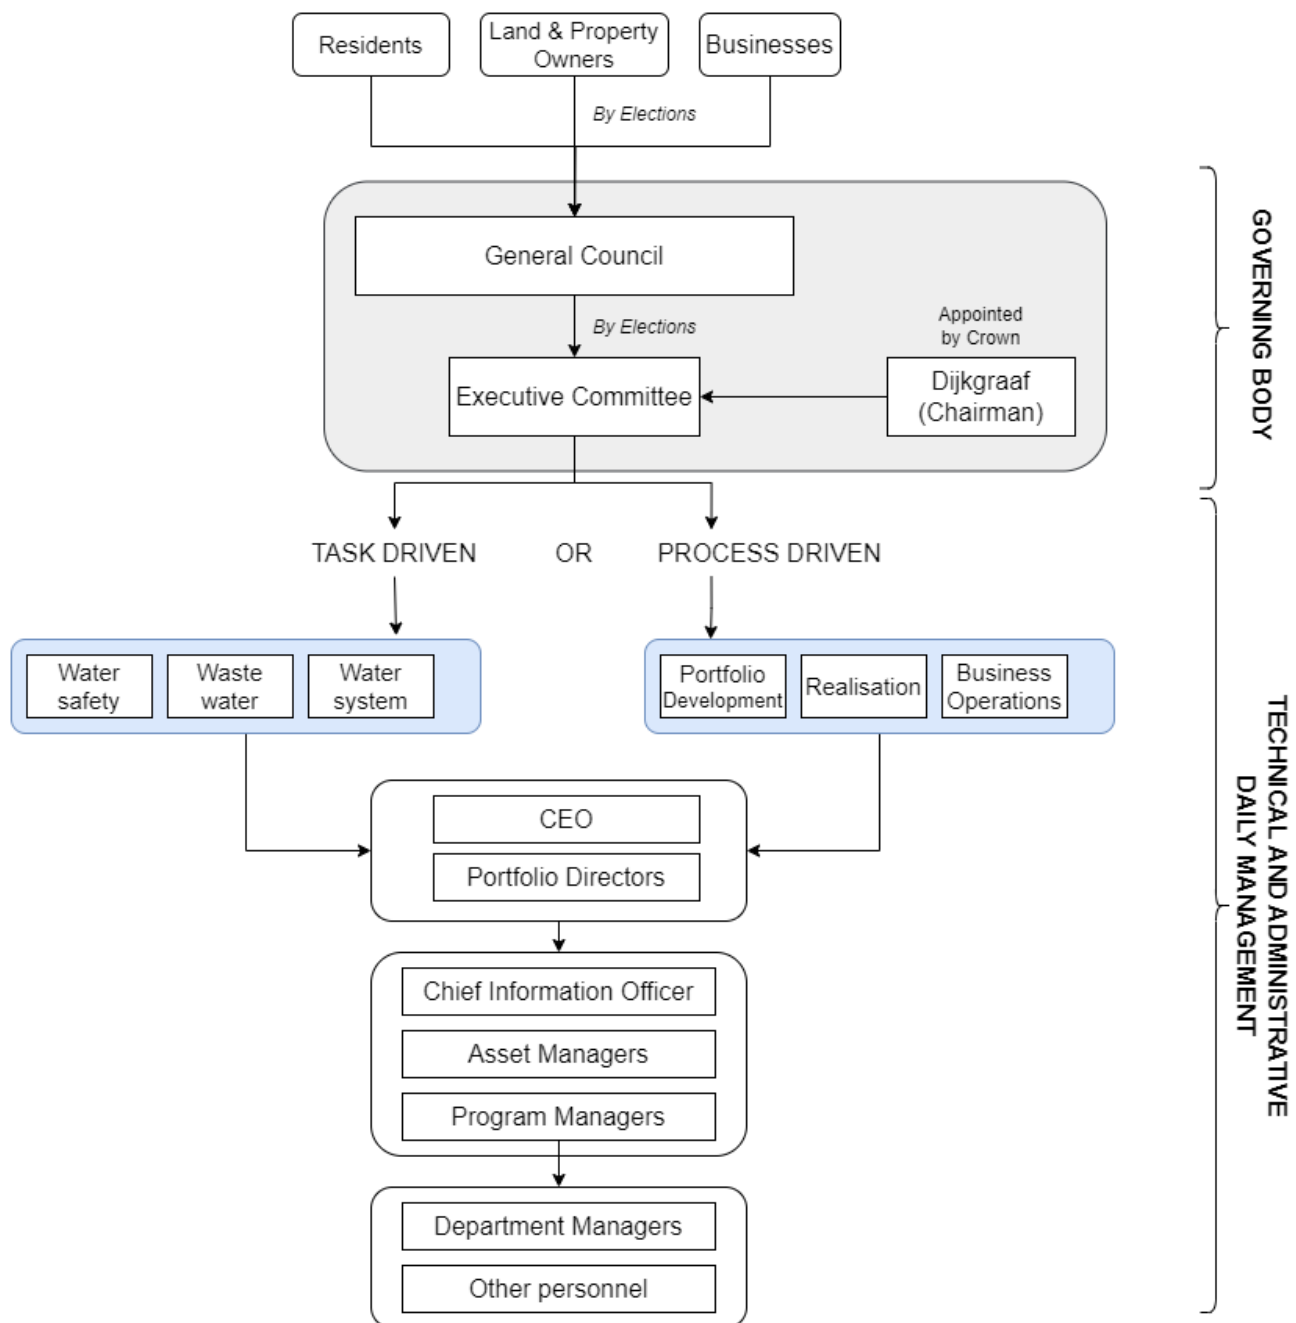 Residents
Land & Property
Owners
Businesses
By Elections
General Council
By Elections
Appointed
by Crown
Executive Committee
Dijkgraaf
(Chairman)
GOVERNING BODY
TASK DRIVEN
OR
PROCESS DRIVEN
Water
safety
Waste
water
Water
system
Portfolio
Development
Realisation
Business
Operations
CEO
Portfolio Directors
Chief Information Officer
Asset Managers
Program Managers
Department Managers
Other personnel
TECHNICAL AND ADMINISTRATIVE
DAILY MANAGEMENT